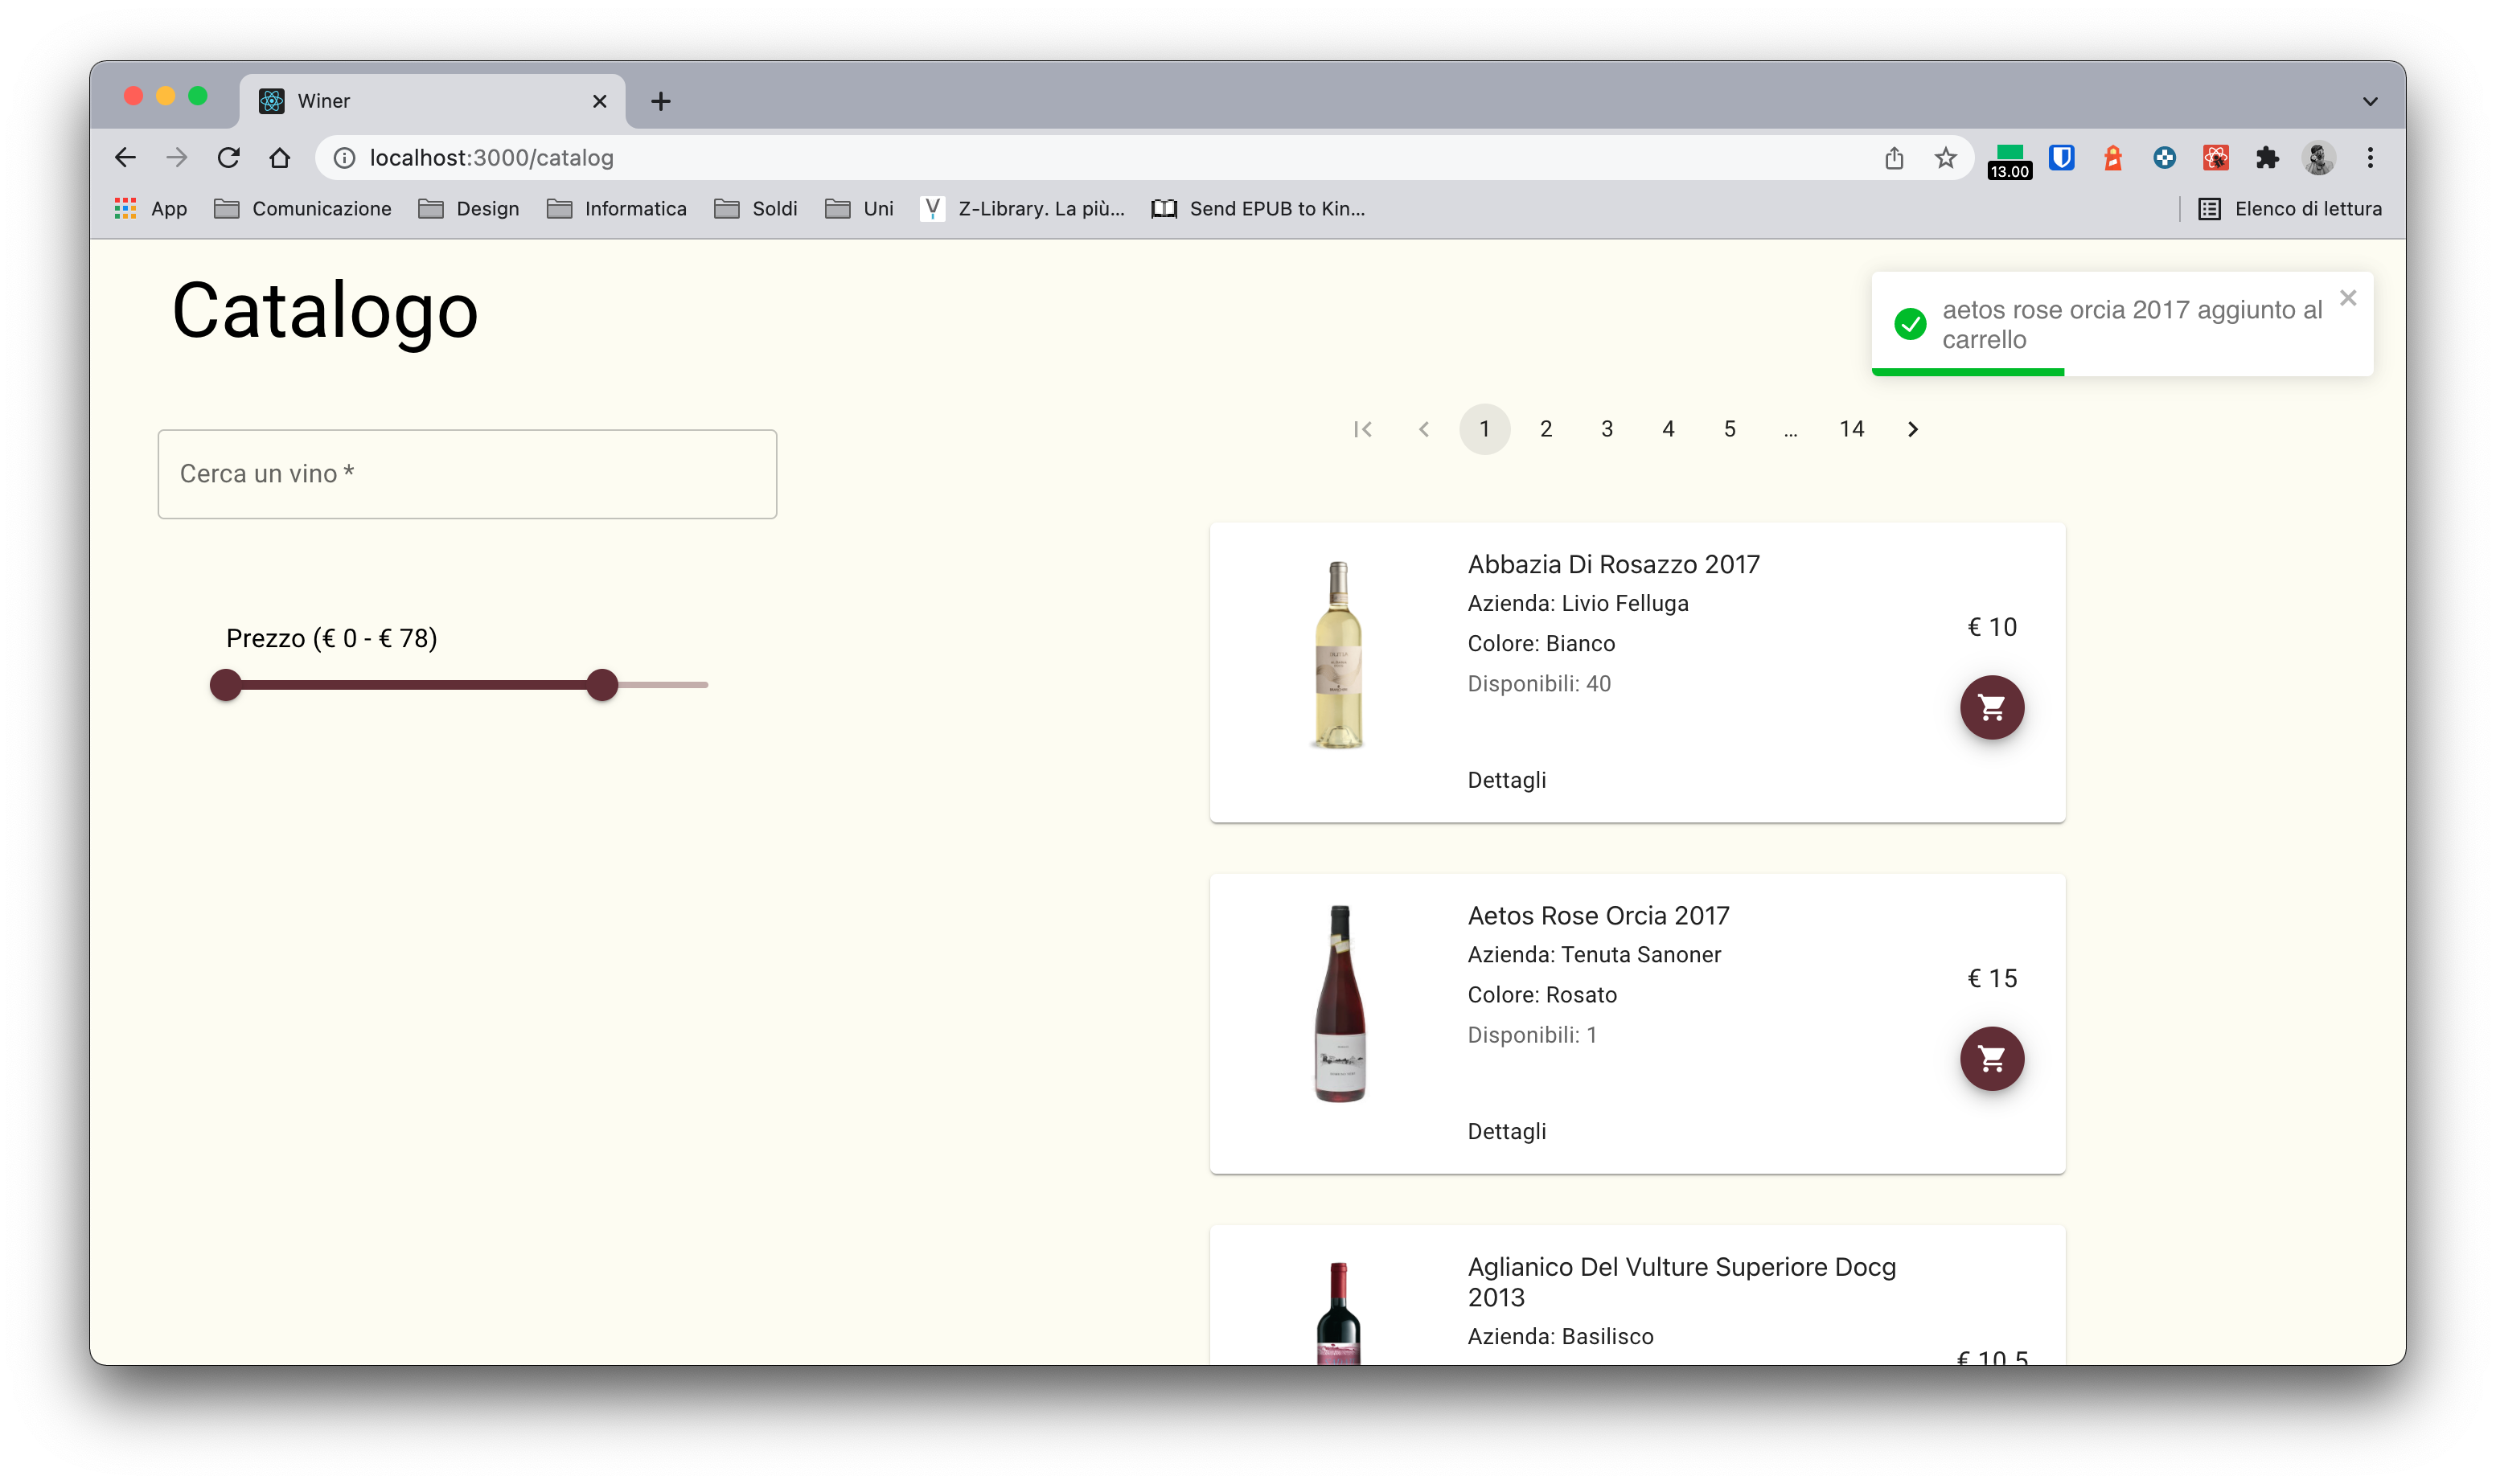 Winer
localhost:3000/catalog
13.00
App
Comunicazione
Design
Informatica
Soldi
Uni
Z-Library. La più...
Send EPUB to Kin...
Elenco di lettura
Catalogo
aetos rose orcia 2017 aggiunto al
carrello
1 2 3 4 5 ... 14
Cerca un vino *
Prezzo (€ 0 - € 78)
Abbazia Di Rosazzo 2017
Azienda: Livio Felluga
Colore: Bianco
Disponibili: 40
€ 10
Dettagli
Aetos Rose Orcia 2017
Azienda: Tenuta Sanoner
Colore: Rosato
Disponibili: 1
€ 15
Dettagli
Aglianico Del Vulture Superiore Docg
2013
Azienda: Basilisco
€ 10.5